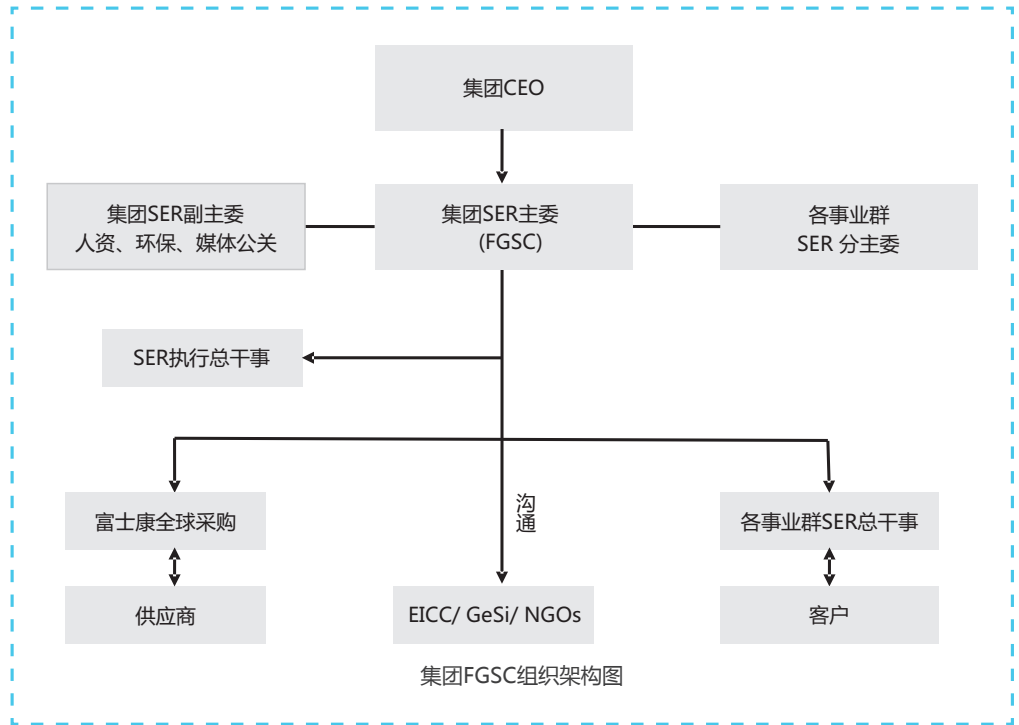 集团CEO
集团SER副主委
人资、环保、媒体公关
集团SER主委
(FGSC)
各事业群
SER 分主委
SER执行总干事
沟通
富士康全球采购
各事业群SER总干事
供应商
EICC/ GeSi/ NGOs
客户
集团FGSC组织架构图